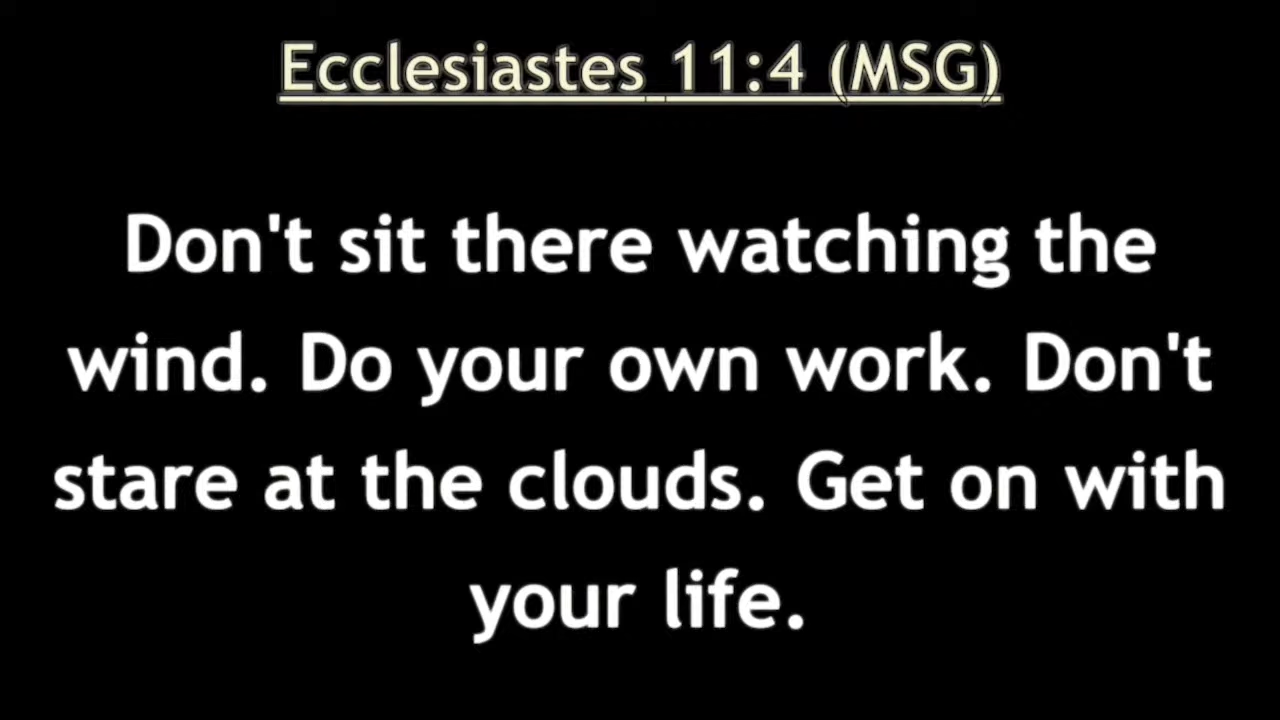 Ecclesiastes 11:4 (MSG)
Don't sit there watching the
wind. Do your own work. Don't
stare at the clouds. Get on with
your life.